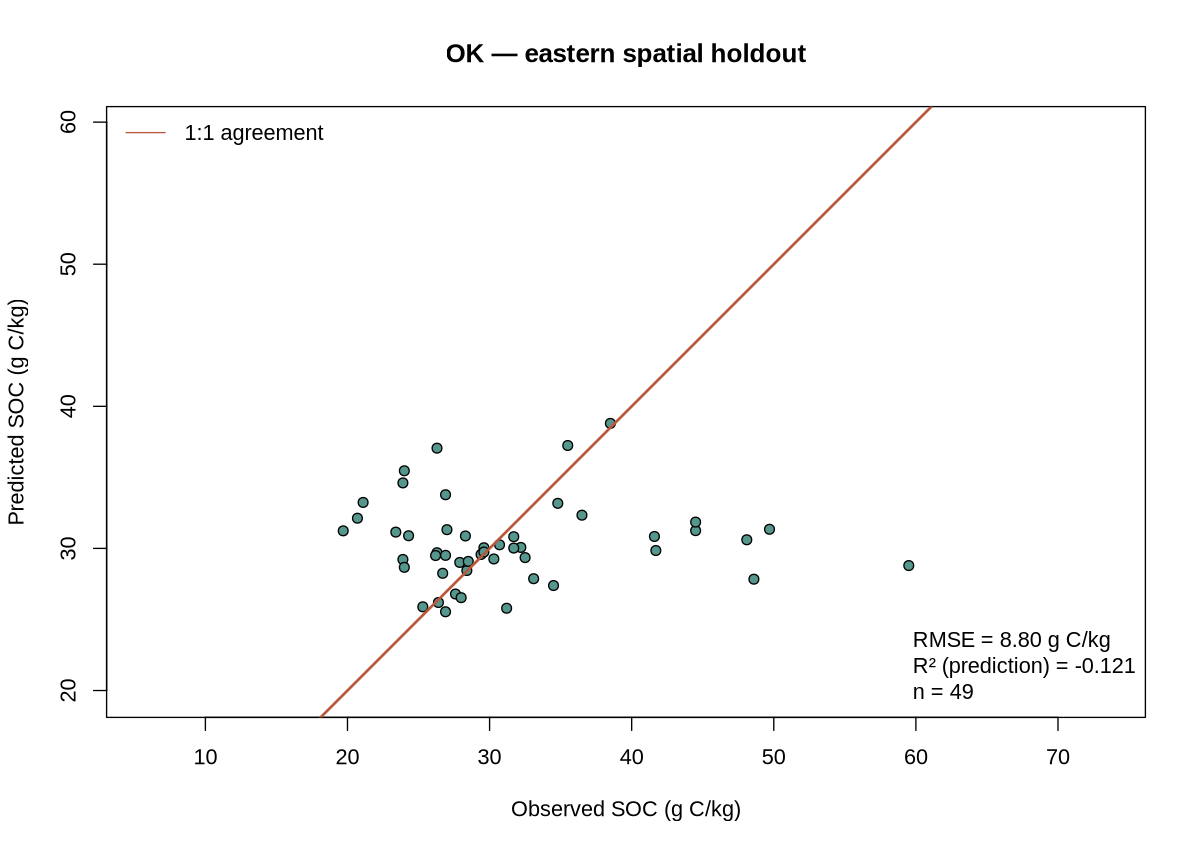 OK — eastern spatial holdout
1:1 agreement
Predicted SOC (g C/kg)
60
50
40
30
20
RMSE = 8.80 g C/kg
R² (prediction) = -0.121
n = 49
10 20 30 40 50 60 70
Observed SOC (g C/kg)